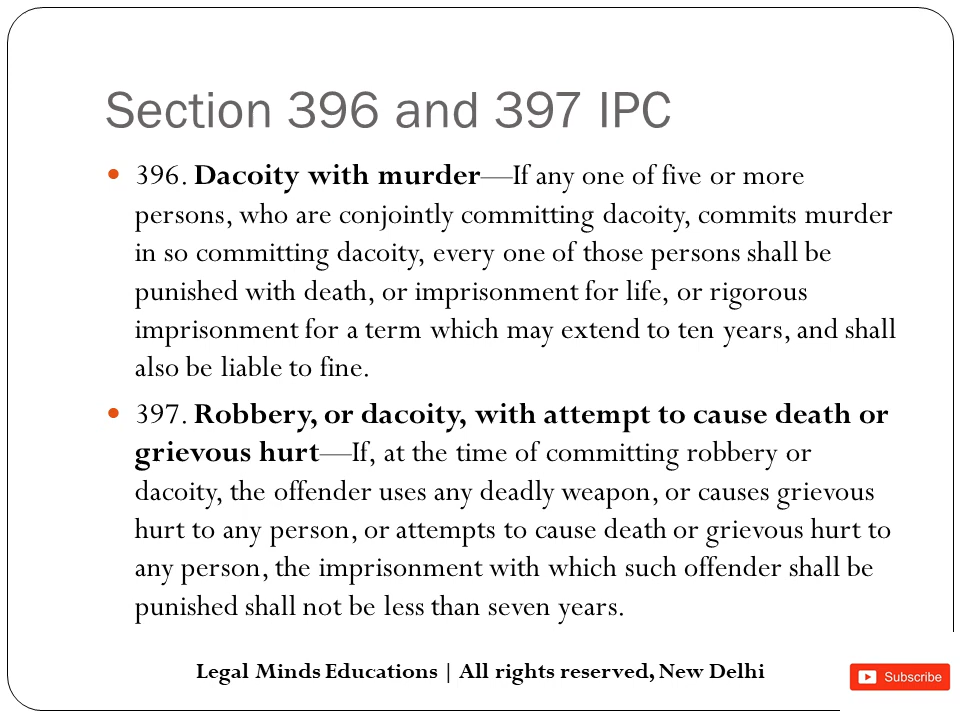 Section 396 and 397 IPC
• 396. Dacoity with murder—If any one of five or more
persons, who are conjointly committing dacoity, commits murder
in so committing dacoity, every one of those persons shall be
punished with death, or imprisonment for life, or rigorous
imprisonment for a term which may extend to ten years, and shall
also be liable to fine.
• 397. Robbery, or dacoity, with attempt to cause death or
grievous hurt—If, at the time of committing robbery or
dacoity, the offender uses any deadly weapon, or causes grievous
hurt to any person, or attempts to cause death or grievous hurt to
any person, the imprisonment with which such offender shall be
punished shall not be less than seven years.
Legal Minds Educations | All rights reserved, New Delhi
Subscribe